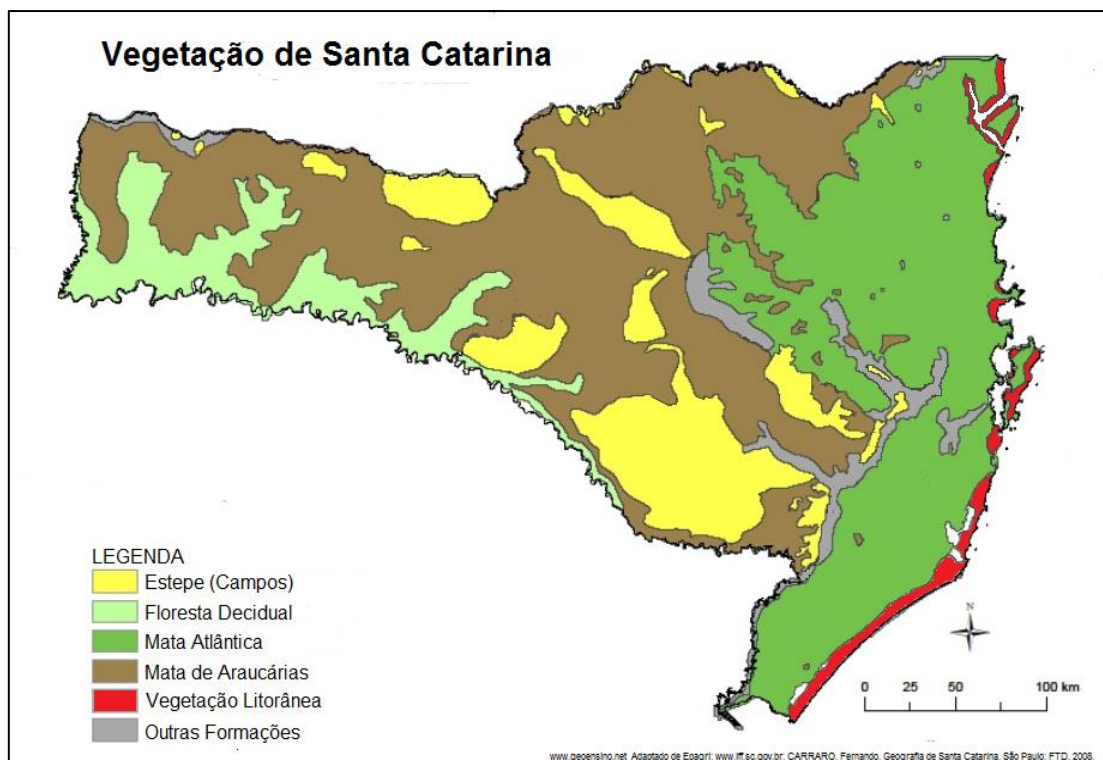 Vegetação de Santa Catarina
LEGENDA
Estepe (Campos)
Floresta Decidual
Mata Atlântica
Mata de Araucárias
Vegetação Litorânea
Outras Formações
N
0 25 50 100 km
www.geoensino.net Adaptado de Epagri: www.iff.sc.gov.br; CARRARO, Fernando. Geografia de Santa Catarina. São Paulo: FTD, 2008.